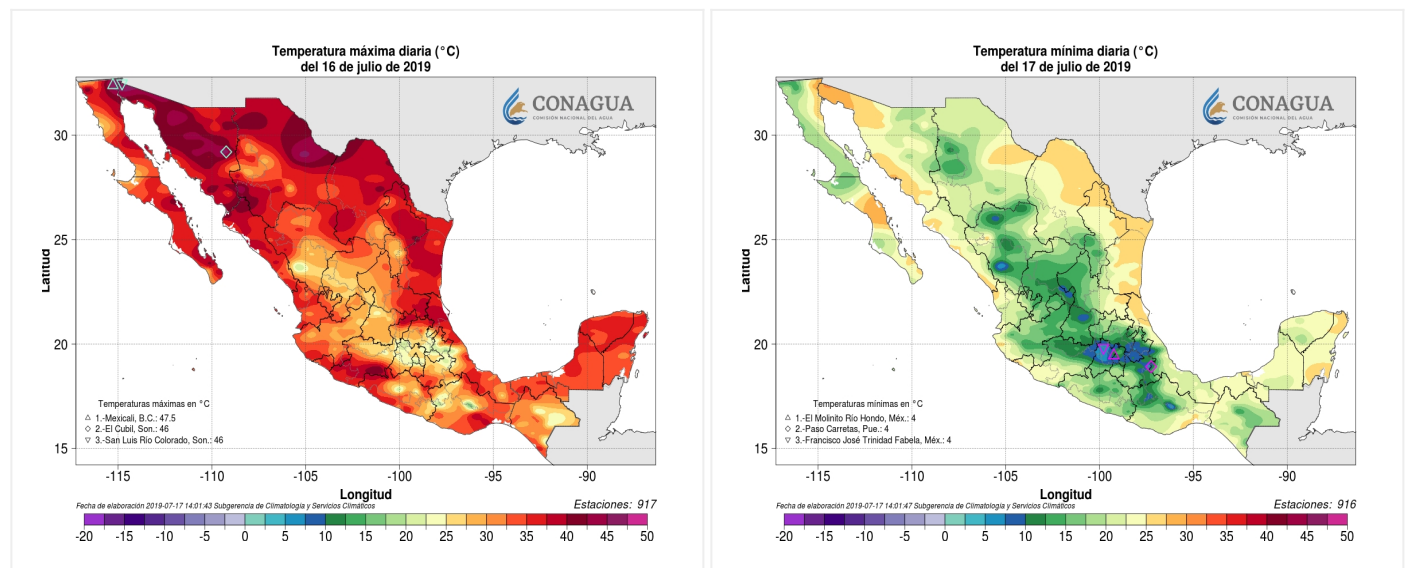 Temperatura máxima diaria (°C)
del 16 de julio de 2019
CONAGUA
COMISIÓN NACIONAL DEL AGUA
30
25
20
15
Latitud
Temperaturas máximas en °C
1.-Mexicali, B.C.: 47.5
2.-El Cubil, Son.: 46
3.-San Luis Río Colorado, Son.: 46
-115 -110 -105 -100 -95 -90
Longitud
Fecha de elaboración 2019-07-17 14:01:43 Subgerencia de Climatología y Servicios Climáticos
Estaciones: 917
-20 -15 -10 -5 0 5 10 15 20 25 30 35 40 45 50
Temperatura mínima diaria (°C)
del 17 de julio de 2019
CONAGUA
COMISIÓN NACIONAL DEL AGUA
30
25
20
15
Latitud
Temperaturas mínimas en °C
1.-El Molinito Río Hondo, Méx.: 4
2.-Paso Carretas, Pue.: 4
3.-Francisco José Trinidad Fabela, Méx.: 4
-115 -110 -105 -100 -95 -90
Longitud
Fecha de elaboración 2019-07-17 14:01:47 Subgerencia de Climatología y Servicios Climáticos
Estaciones: 916
-20 -15 -10 -5 0 5 10 15 20 25 30 35 40 45 50